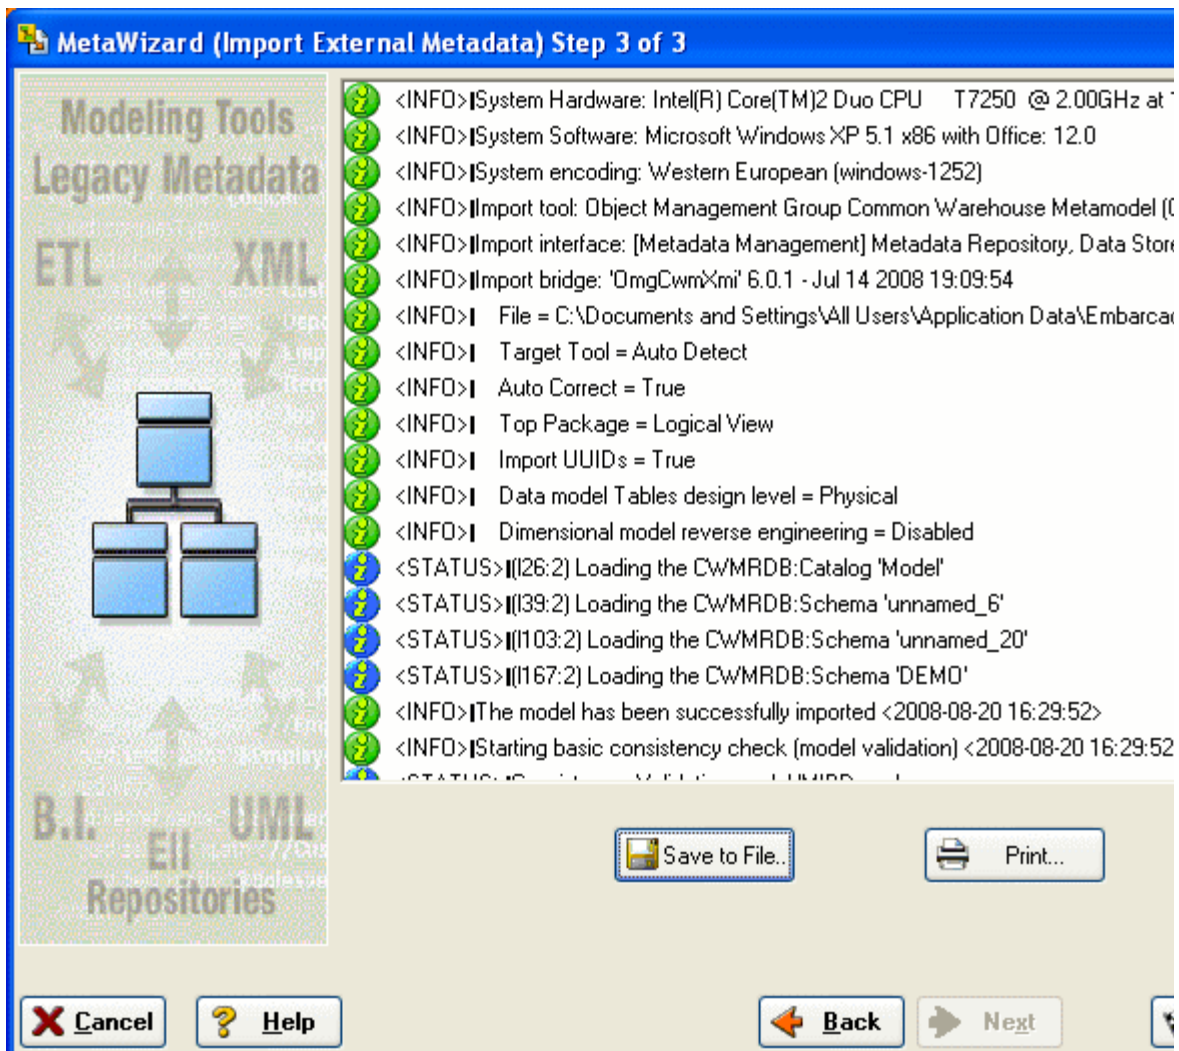 MetaWizard (Import External Metadata) Step 3 of 3
Modeling Tools
Legacy Metadata
ETL XML
B.I. UML
EII
Repositories
<INFO>|System Hardware: Intel(R) Core(TM)2 Duo CPU T7250 @ 2.00GHz at
<INFO>|System Software: Microsoft Windows XP 5.1 x86 with Office: 12.0
<INFO>|System encoding: Western European (windows-1252)
<INFO>|Import tool: Object Management Group Common Warehouse Metamodel (
<INFO>|Import interface: [Metadata Management] Metadata Repository, Data Store
<INFO>|Import bridge: 'OmgCwmXmi' 6.0.1 - Jul 14 2008 19:09:54
<INFO>| File = C:\Documents and Settings\All Users\Application Data\Embarcad
<INFO>| Target Tool = Auto Detect
<INFO>| Auto Correct = True
<INFO>| Top Package = Logical View
<INFO>| Import UUIDs = True
<INFO>| Data model Tables design level = Physical
<INFO>| Dimensional model reverse engineering = Disabled
<STATUS>|(l26:2) Loading the CWMRDB:Catalog 'Model'
<STATUS>|(l39:2) Loading the CWMRDB:Schema 'unnamed_6'
<STATUS>|(l103:2) Loading the CWMRDB:Schema 'unnamed_20'
<STATUS>|(l167:2) Loading the CWMRDB:Schema 'DEMO'
<INFO>|The model has been successfully imported <2008-08-20 16:29:52>
<INFO>|Starting basic consistency check (model validation) <2008-08-20 16:29:52
Save to File..
Print...
Cancel
Help
Back
Next